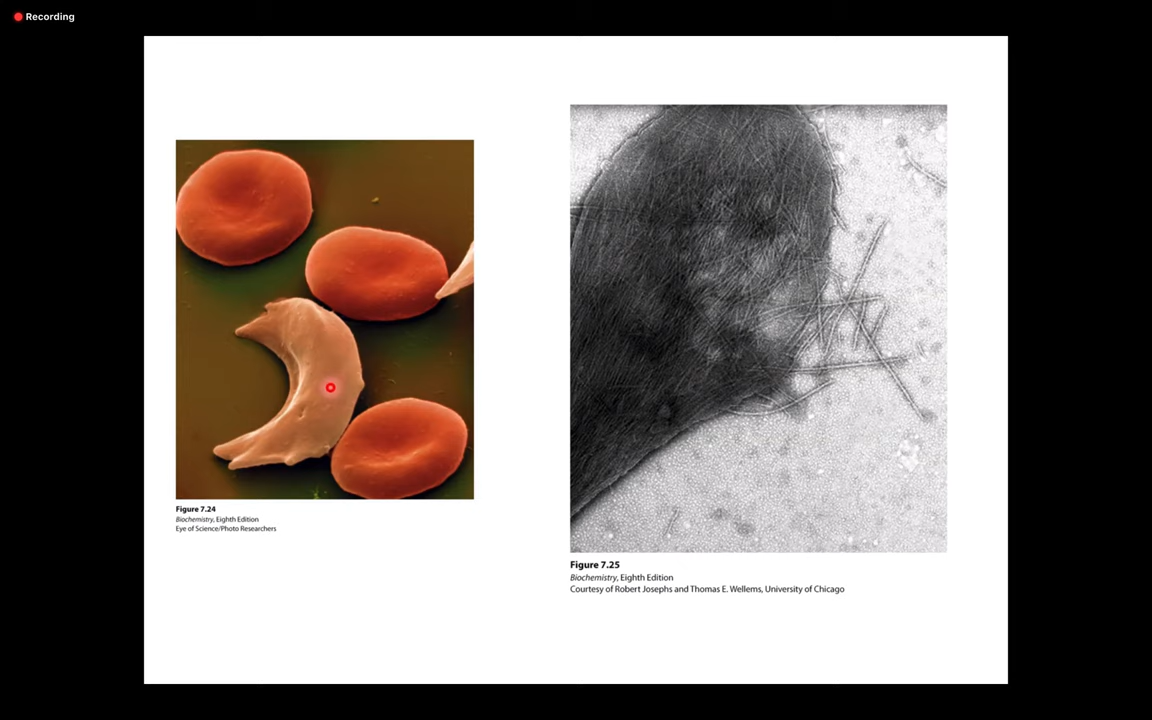 Recording
Figure 7.24
Biochemistry, Eighth Edition
Eye of Science/Photo Researchers
Figure 7.25
Biochemistry, Eighth Edition
Courtesy of Robert Josephs and Thomas E. Wellems, University of Chicago